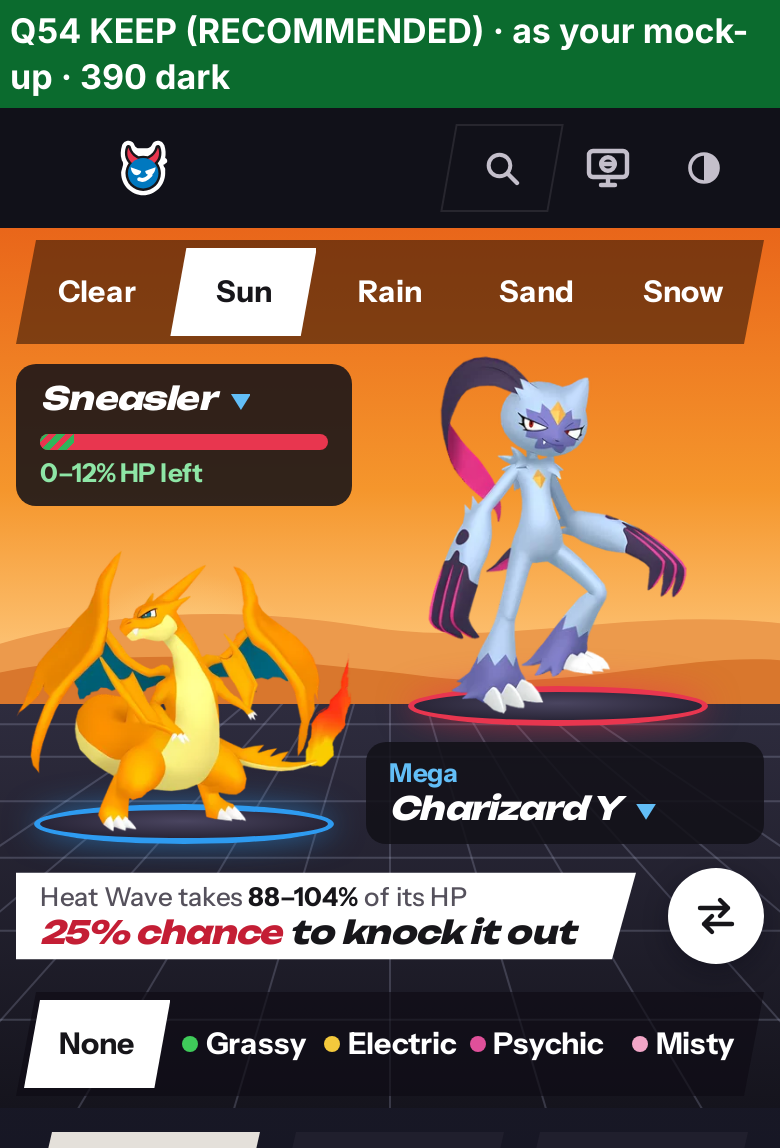 Q54 KEEP (RECOMMENDED) · as your mock-
up · 390 dark
Clear Sun Rain Sand Snow
Sneasler
0–12% HP left
Mega
Charizard Y
Heat Wave takes 88–104% of its HP
25% chance to knock it out
None Grassy Electric Psychic Misty